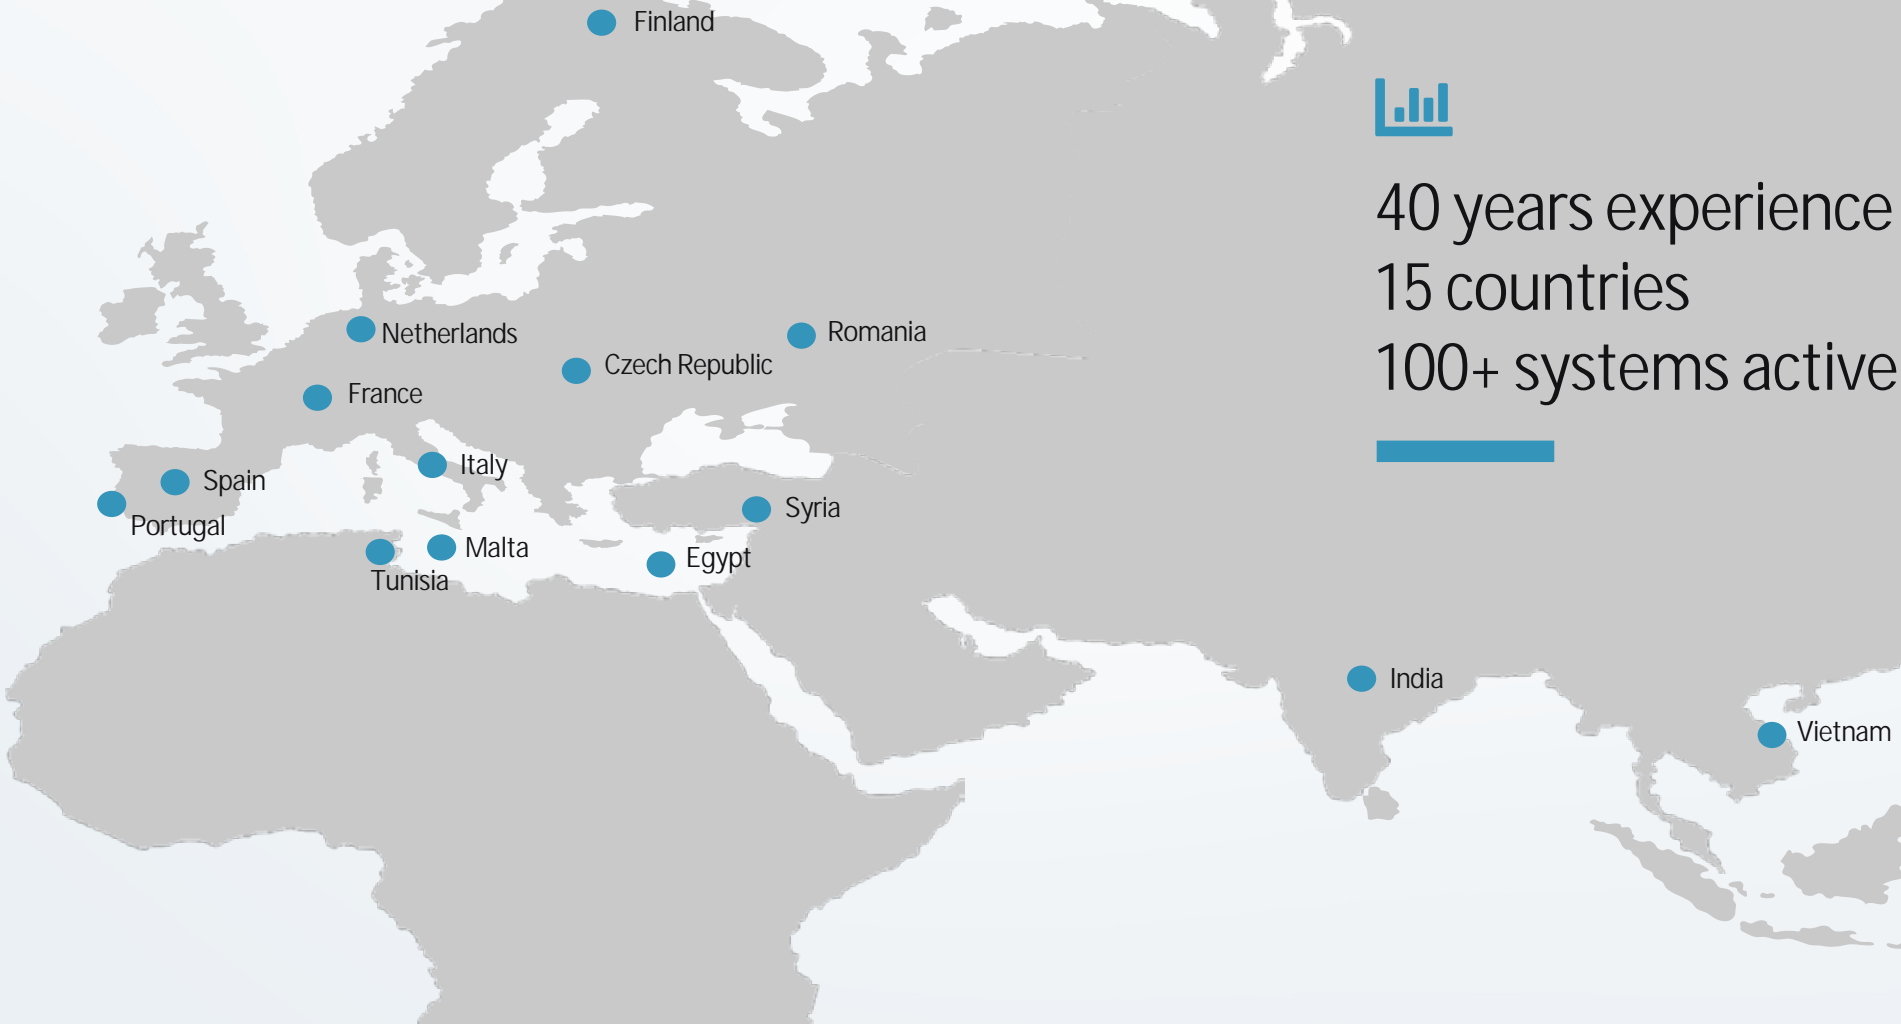 Finland
40 years experience
15 countries
100+ systems active
Netherlands
Romania
Czech Republic
France
Italy
Spain
Syria
Portugal
Malta
Egypt
Tunisia
India
Vietnam